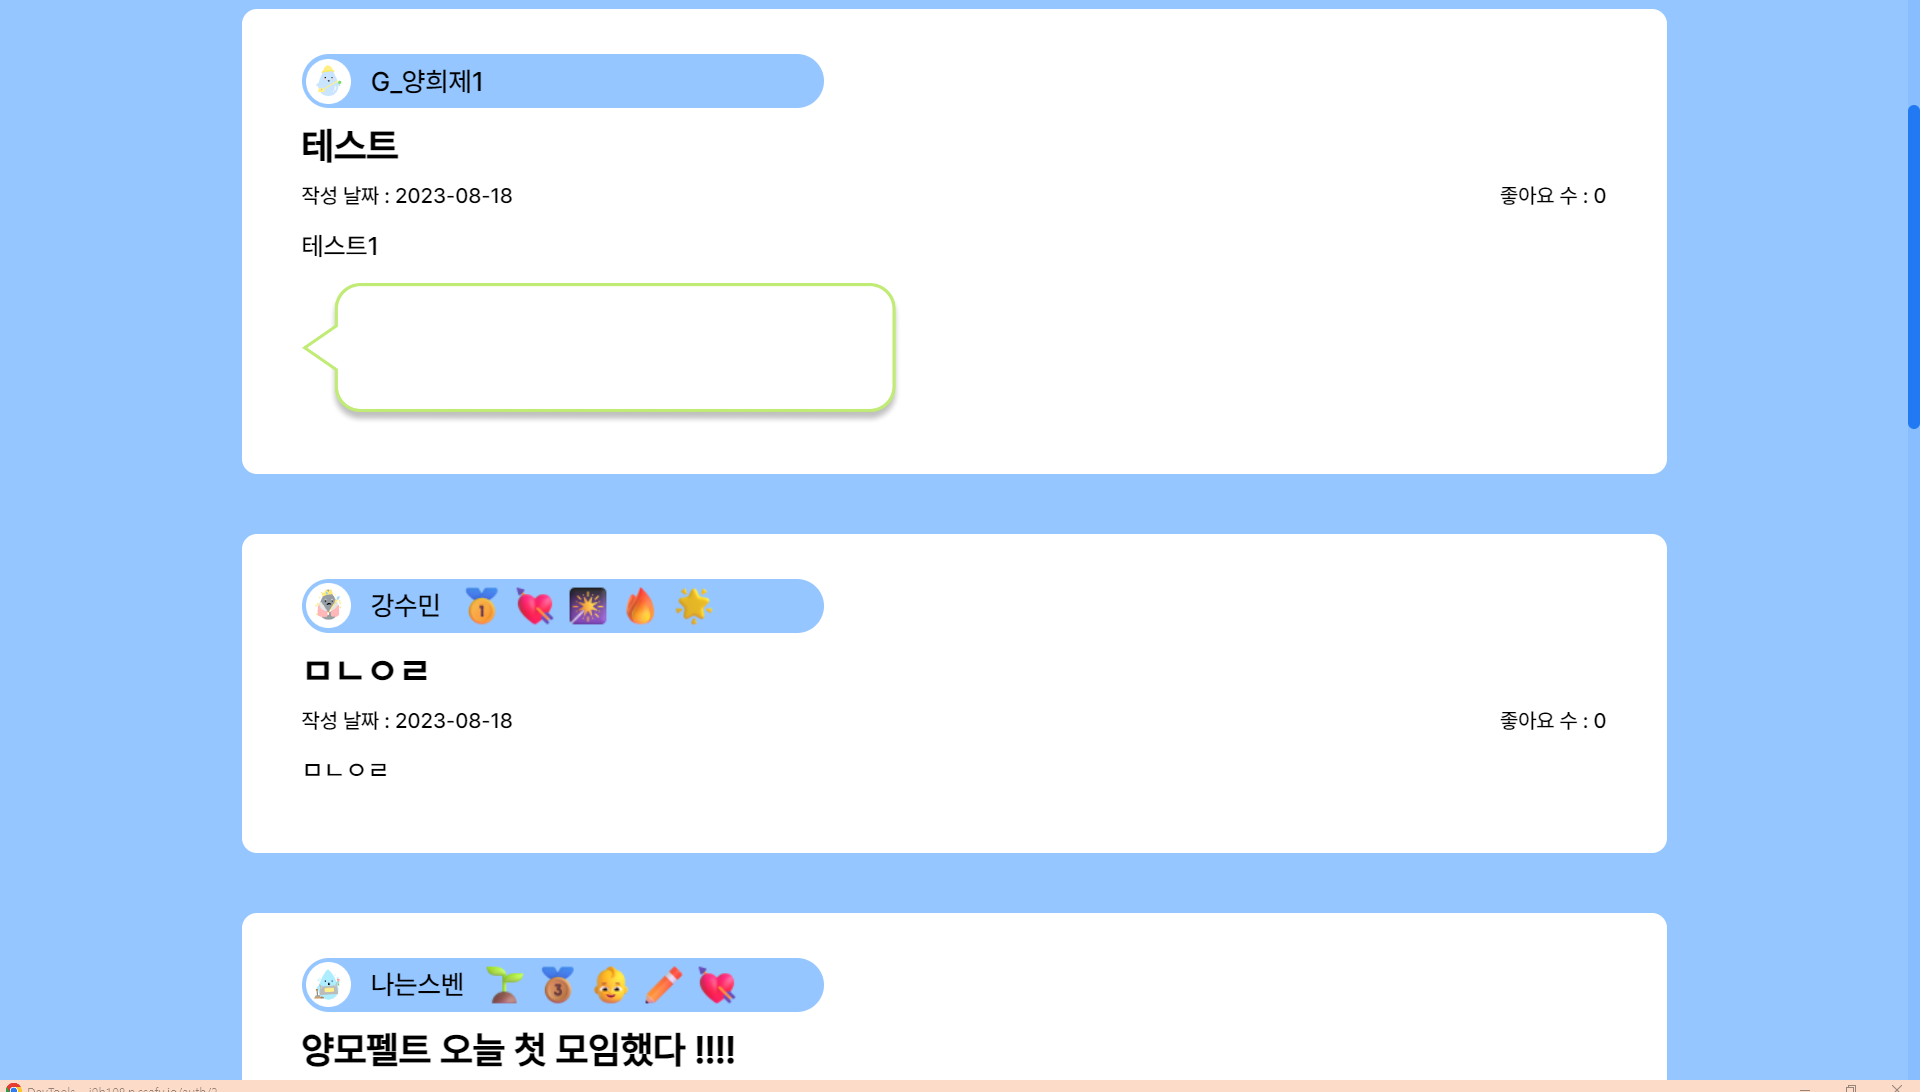 G_양희제1
테스트
작성 날짜 : 2023-08-18
좋아요 수 : 0
테스트1
강수민
ㅁㄴㅇㄹ
작성 날짜 : 2023-08-18
좋아요 수 : 0
ㅁㄴㅇㄹ
나는스벤
양모펠트 오늘 첫 모임했다 !!!!